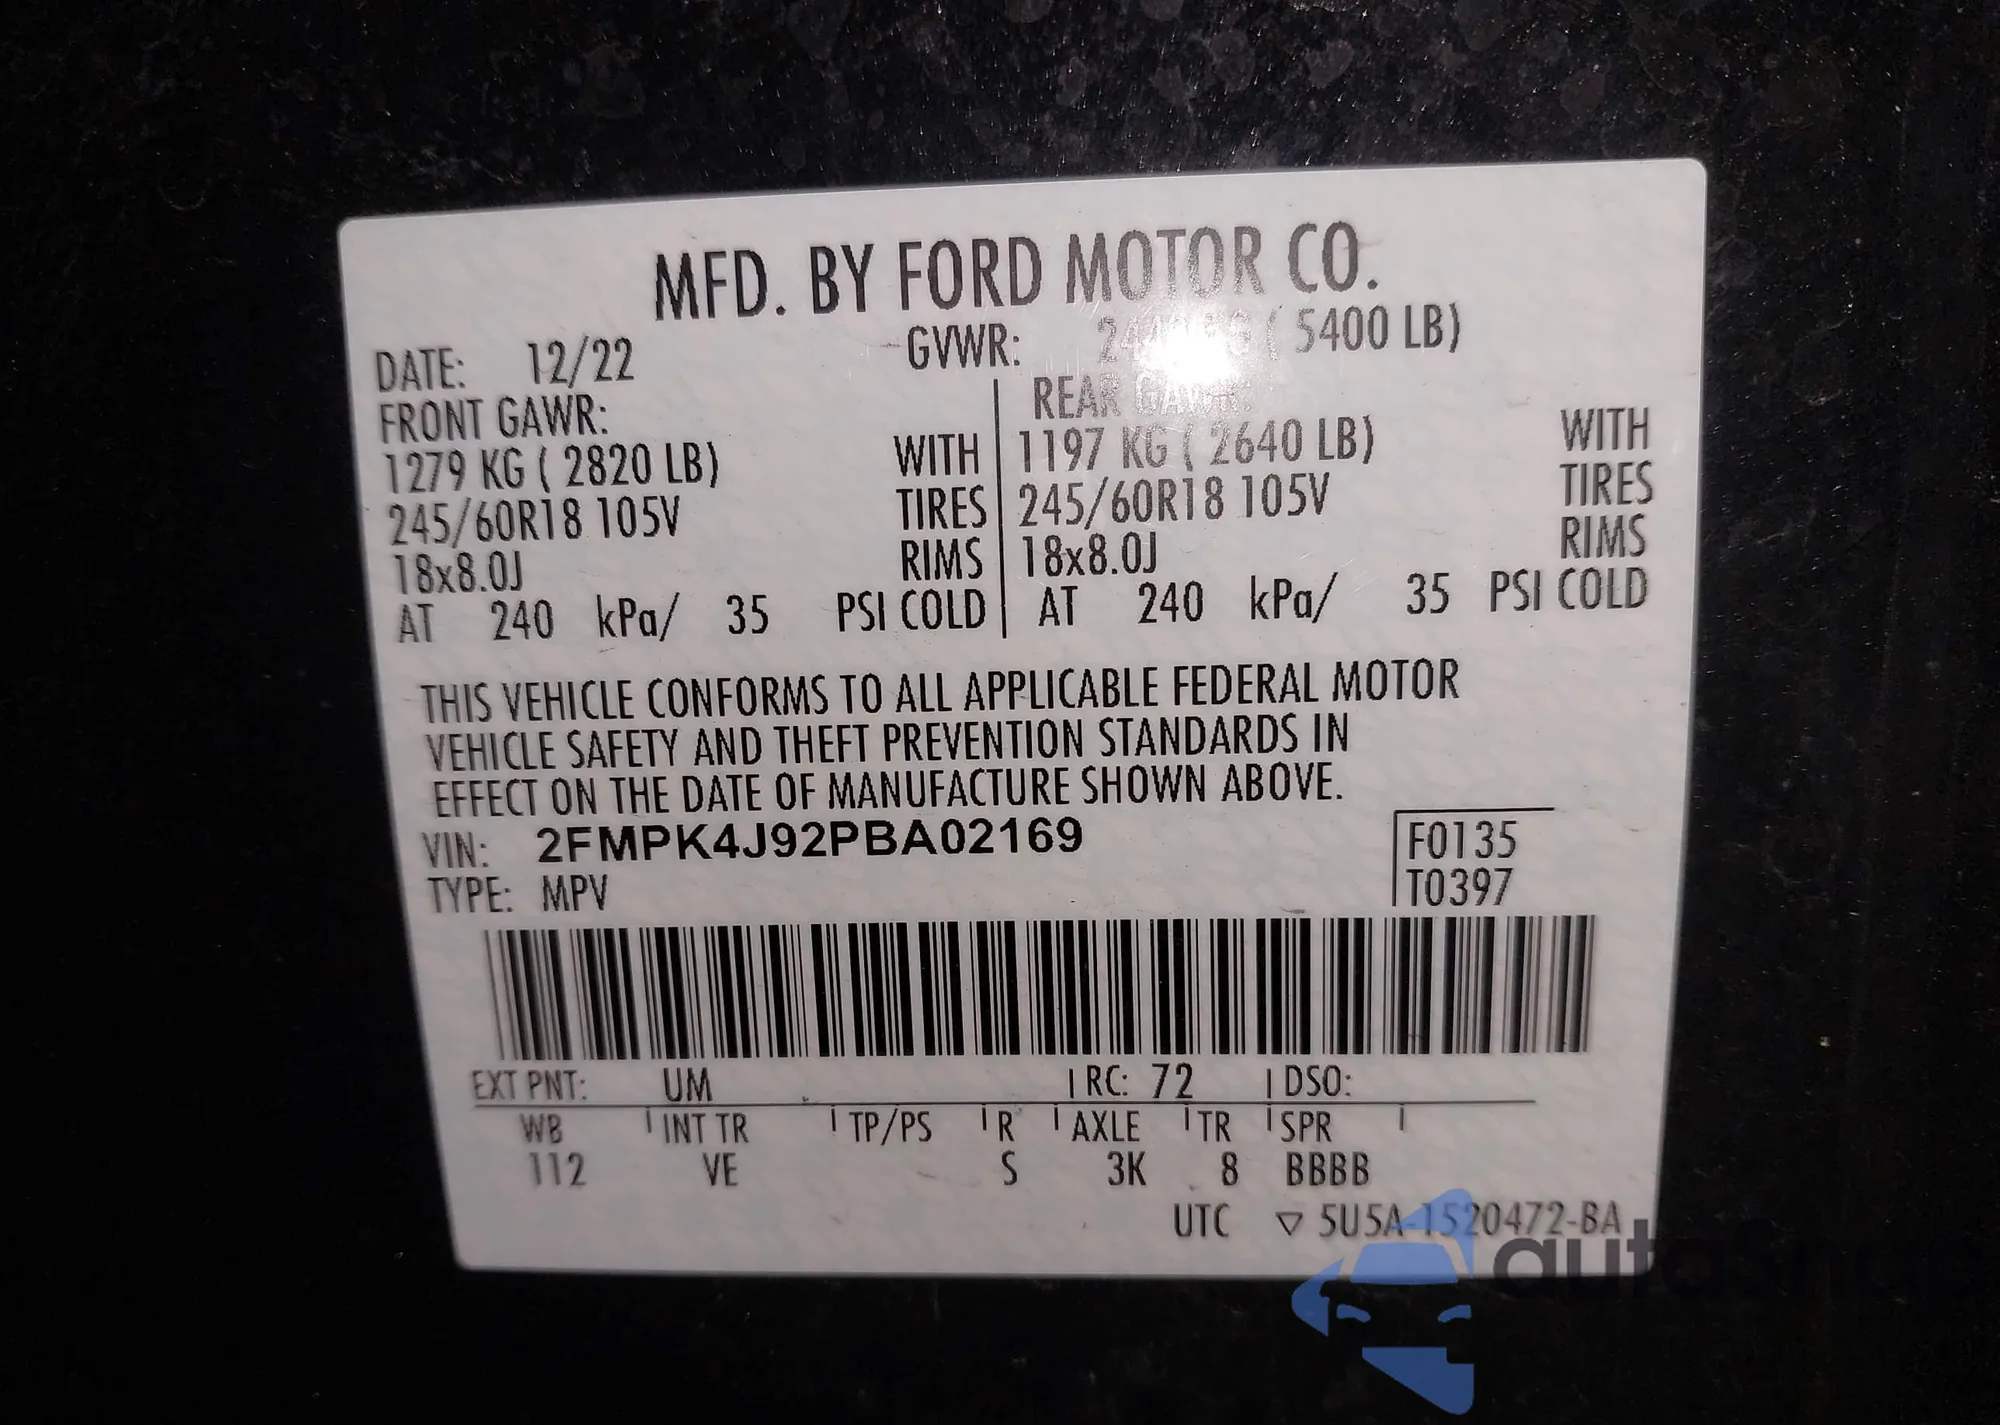 MFD. BY FORD MOTOR CO.
DATE: 12/22 GVWR: ( 5400 LB)
FRONT GAWR: REAR
1279 KG ( 2820 LB) WITH 1197 KG ( 2640 LB) WITH
245/60R18 105V TIRES 245/60R18 105V TIRES
18x8.0J RIMS 18x8.0J RIMS
AT 240 kPa/ 35 PSI COLD AT 240 kPa/ 35 PSI COLD
THIS VEHICLE CONFORMS TO ALL APPLICABLE FEDERAL MOTOR
VEHICLE SAFETY AND THEFT PREVENTION STANDARDS IN
EFFECT ON THE DATE OF MANUFACTURE SHOWN ABOVE.
VIN: 2FMPK4J92PBA02169 F0135
TYPE: MPV T0397
EXT PNT: UM RC: 72 DSO:
WB INT TR TP/PS R AXLE TR SPR
112 VE S 3K 8 BBBB
UTC ▽ 5U5A-1520472-BA